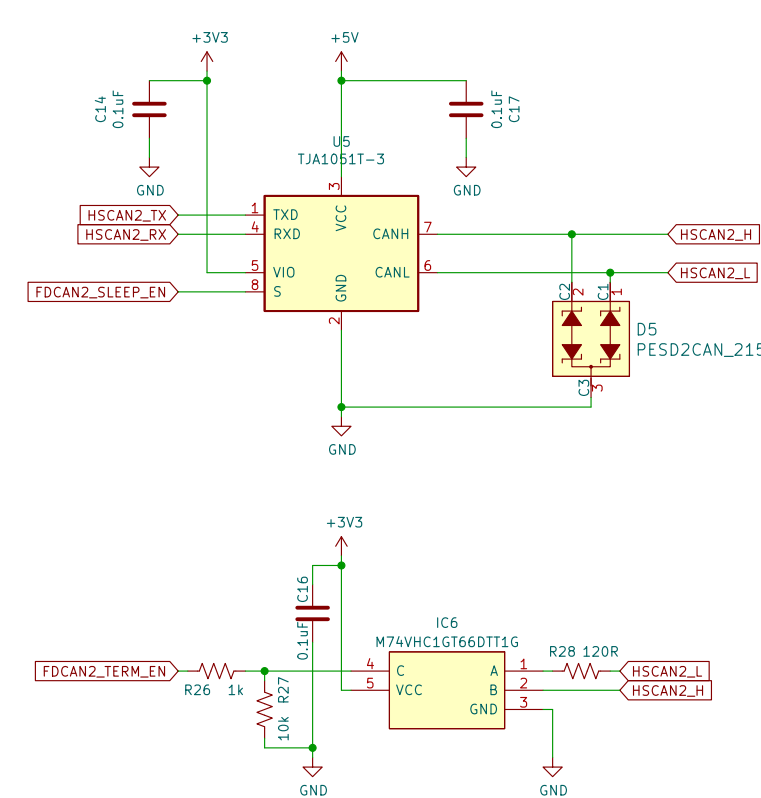 +3V3
+5V
C14
0.1uF
0.1uF
C17
U5
TJA1051T-3
GND
GND
3
HSCAN2_TX
1
TXD
VCC
HSCAN2_RX
4
RXD
CANH
7
HSCAN2_H
5
VIO
CANL
6
HSCAN2_L
FDCAN2_SLEEP_EN
8
S
GND
2
C2
2
C1
1
D5
PESD2CAN_215
C3
3
GND
+3V3
C16
0.1uF
IC6
M74VHC1GT66DTT1G
R28 120R
FDCAN2_TERM_EN
4
C
A
1
HSCAN2_L
R26 1k
R27
10k
5
VCC
B
2
HSCAN2_H
GND
3
GND
GND